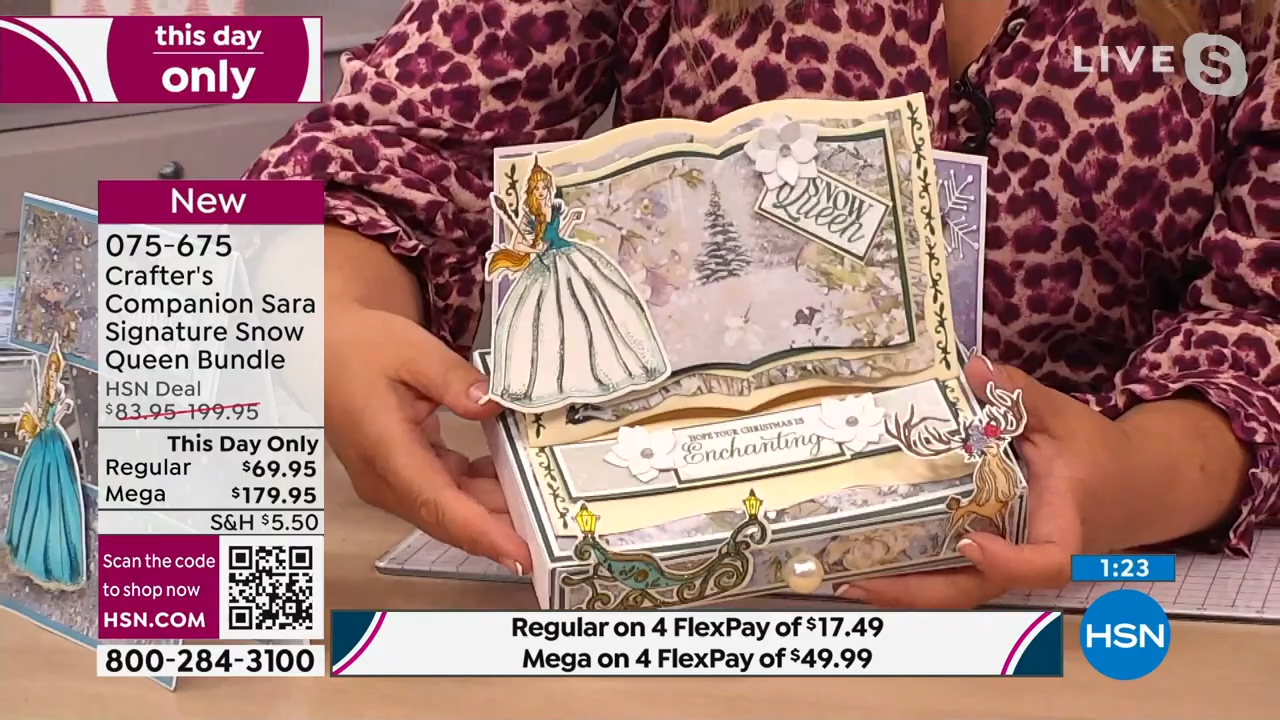 this day
only
LIVE S
New
075-675
Crafter's
Companion Sara
Signature Snow
Queen Bundle
HSN Deal
$83.95-199.95
This Day Only
Regular $69.95
Mega $179.95
S&H $5.50
Scan the code
to shop now
HSN.COM
800-284-3100
SNOW
Queen
HOPE YOUR CHRISTMAS IS
Enchanting
1:23
HSN
Regular on 4 FlexPay of $17.49
Mega on 4 FlexPay of $49.99